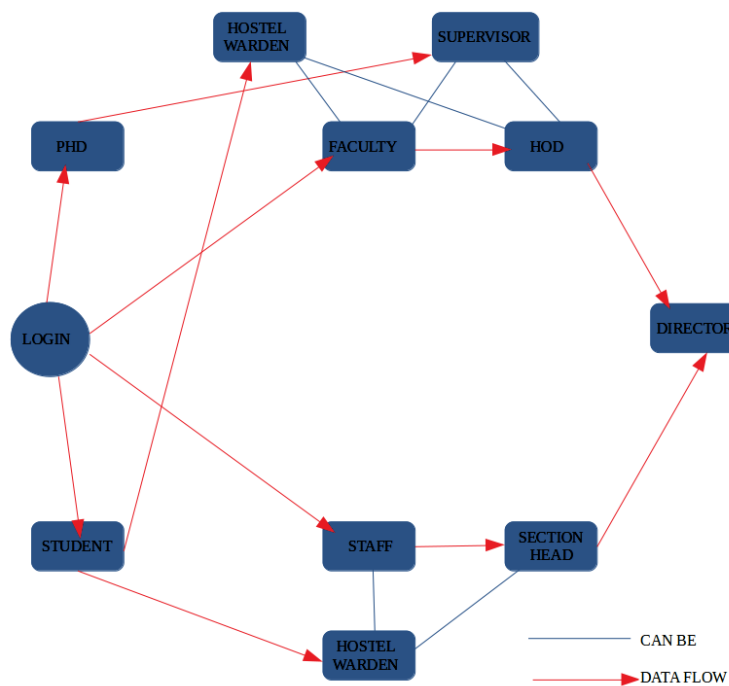 HOSTEL
WARDEN
SUPERVISOR
PHD
FACULTY
HOD
LOGIN
DIRECTOR
STUDENT
STAFF
SECTION
HEAD
HOSTEL
WARDEN
CAN BE
DATA FLOW